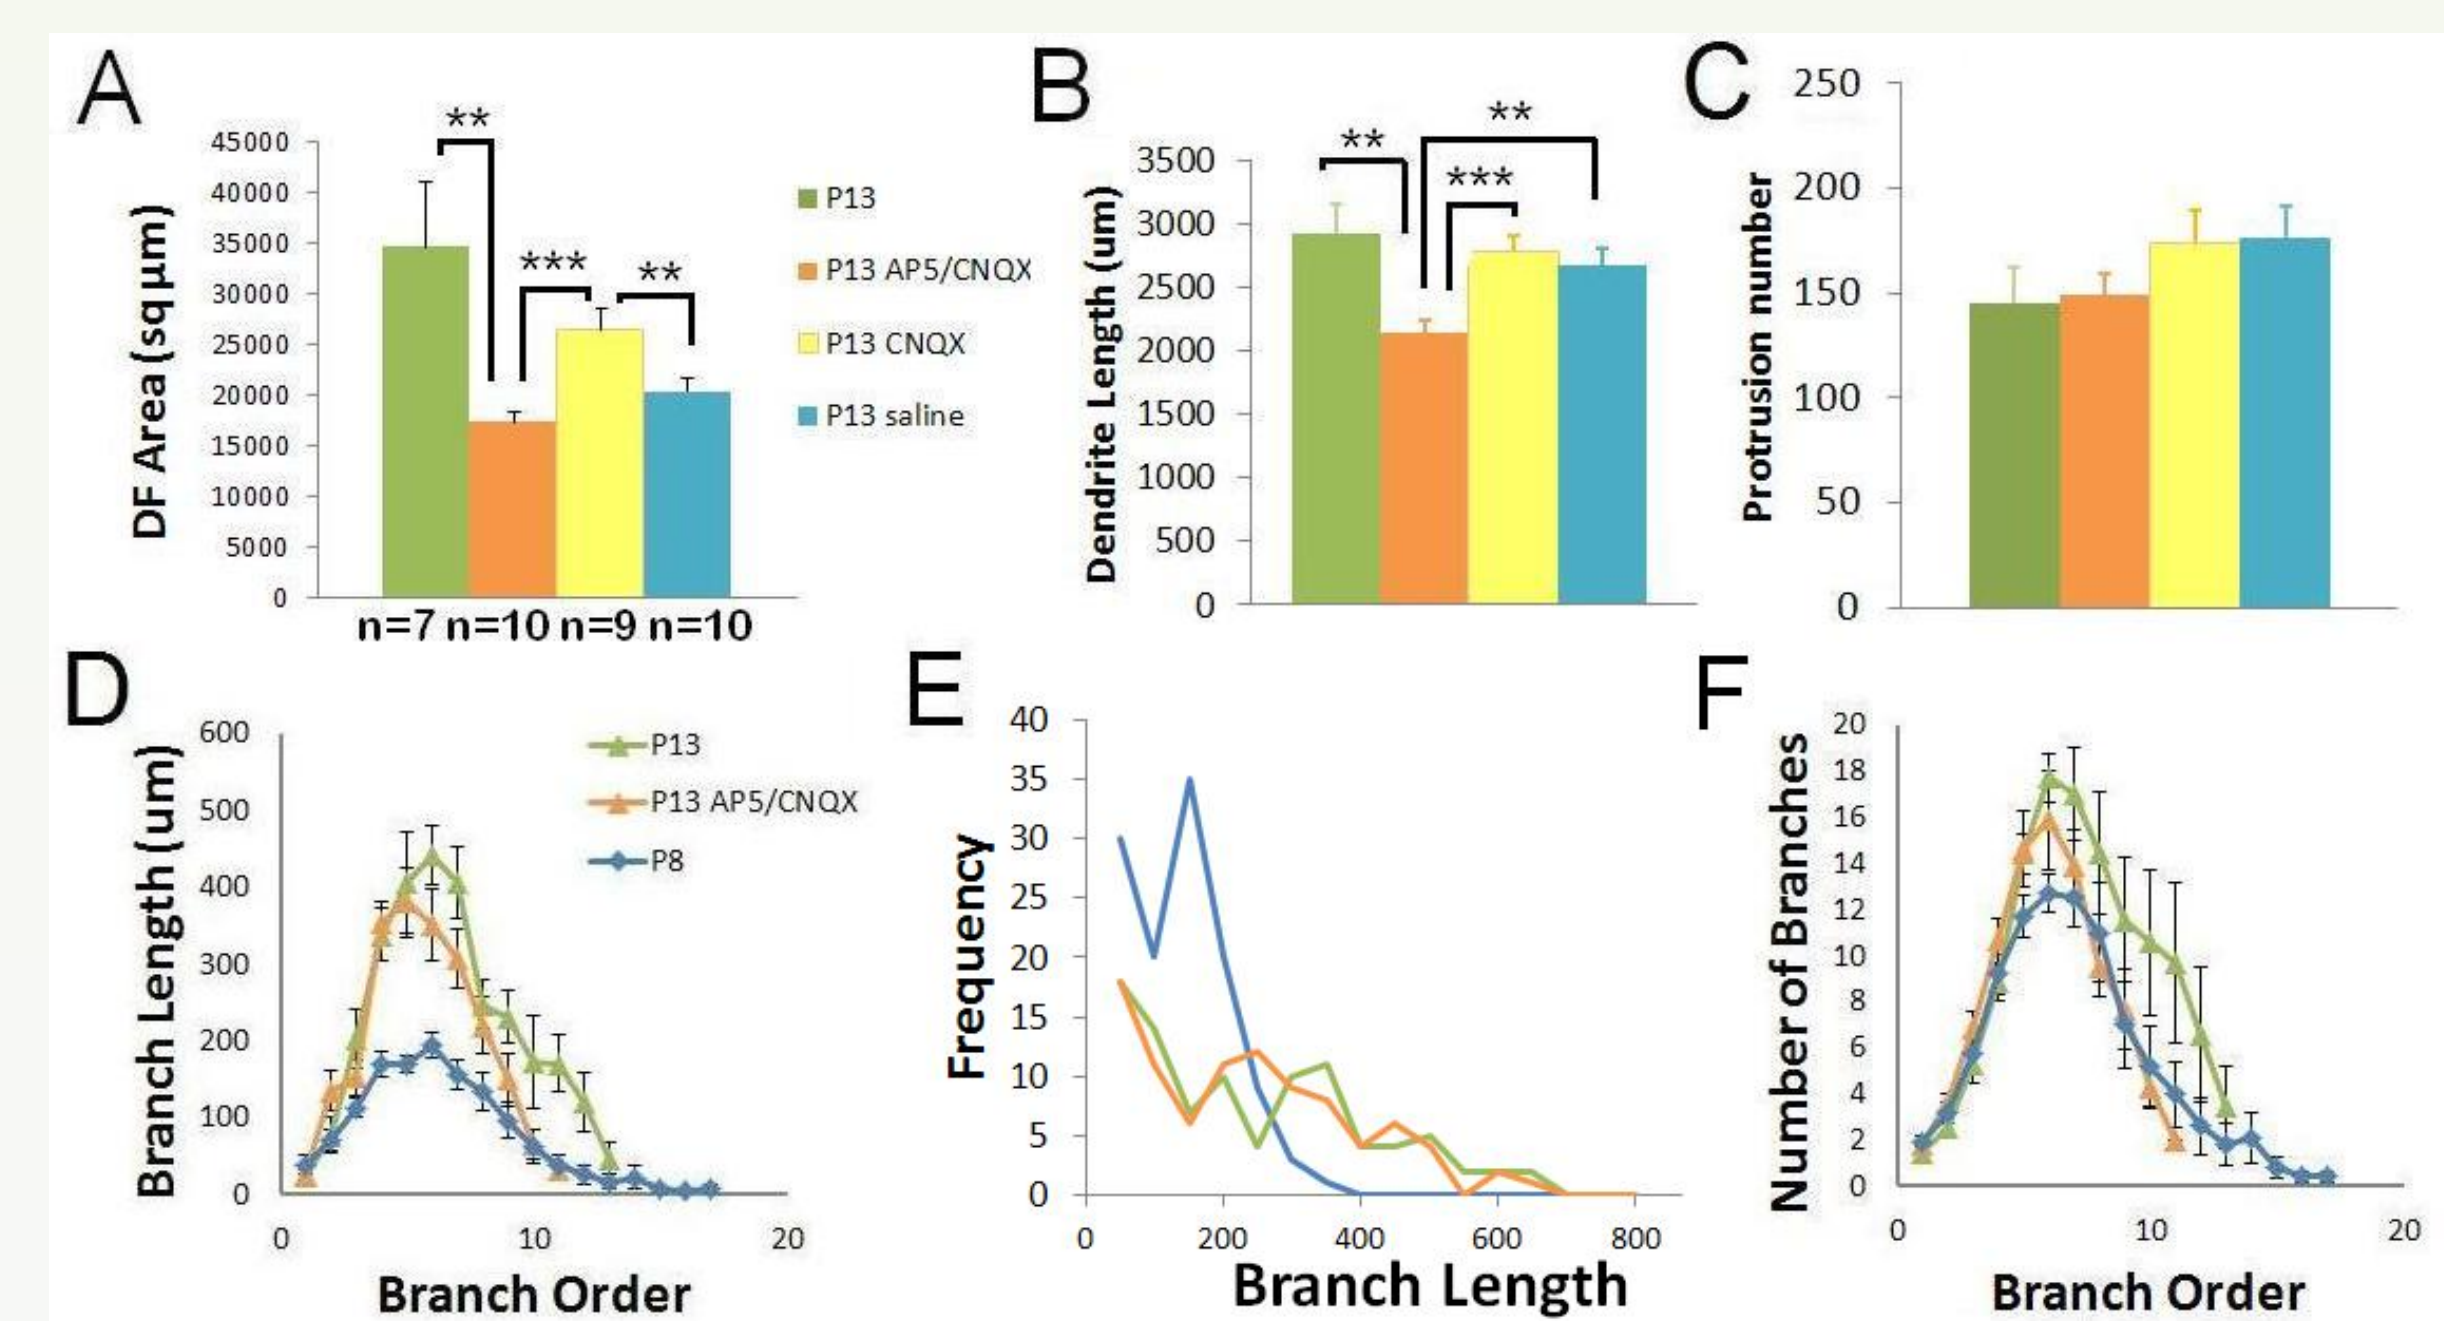 A
DF Area (sq µm)
45000
40000
35000
30000
25000
20000
15000
10000
5000
0
**
***
**
n=7 n=10 n=9 n=10
P13
P13 AP5/CNQX
P13 CNQX
P13 saline
B
Dendrite Length (um)
3500
3000
2500
2000
1500
1000
500
0
**
***
**
C
Protrusion number
250
200
150
100
50
0
D
Branch Length (um)
600
500
400
300
200
100
0
P13
P13 AP5/CNQX
P8
0 10 20
Branch Order
E
Frequency
40
35
30
25
20
15
10
5
0
0 200 400 600 800
Branch Length
F
Number of Branches
20
18
16
14
12
10
8
6
4
2
0
0 10 20
Branch Order